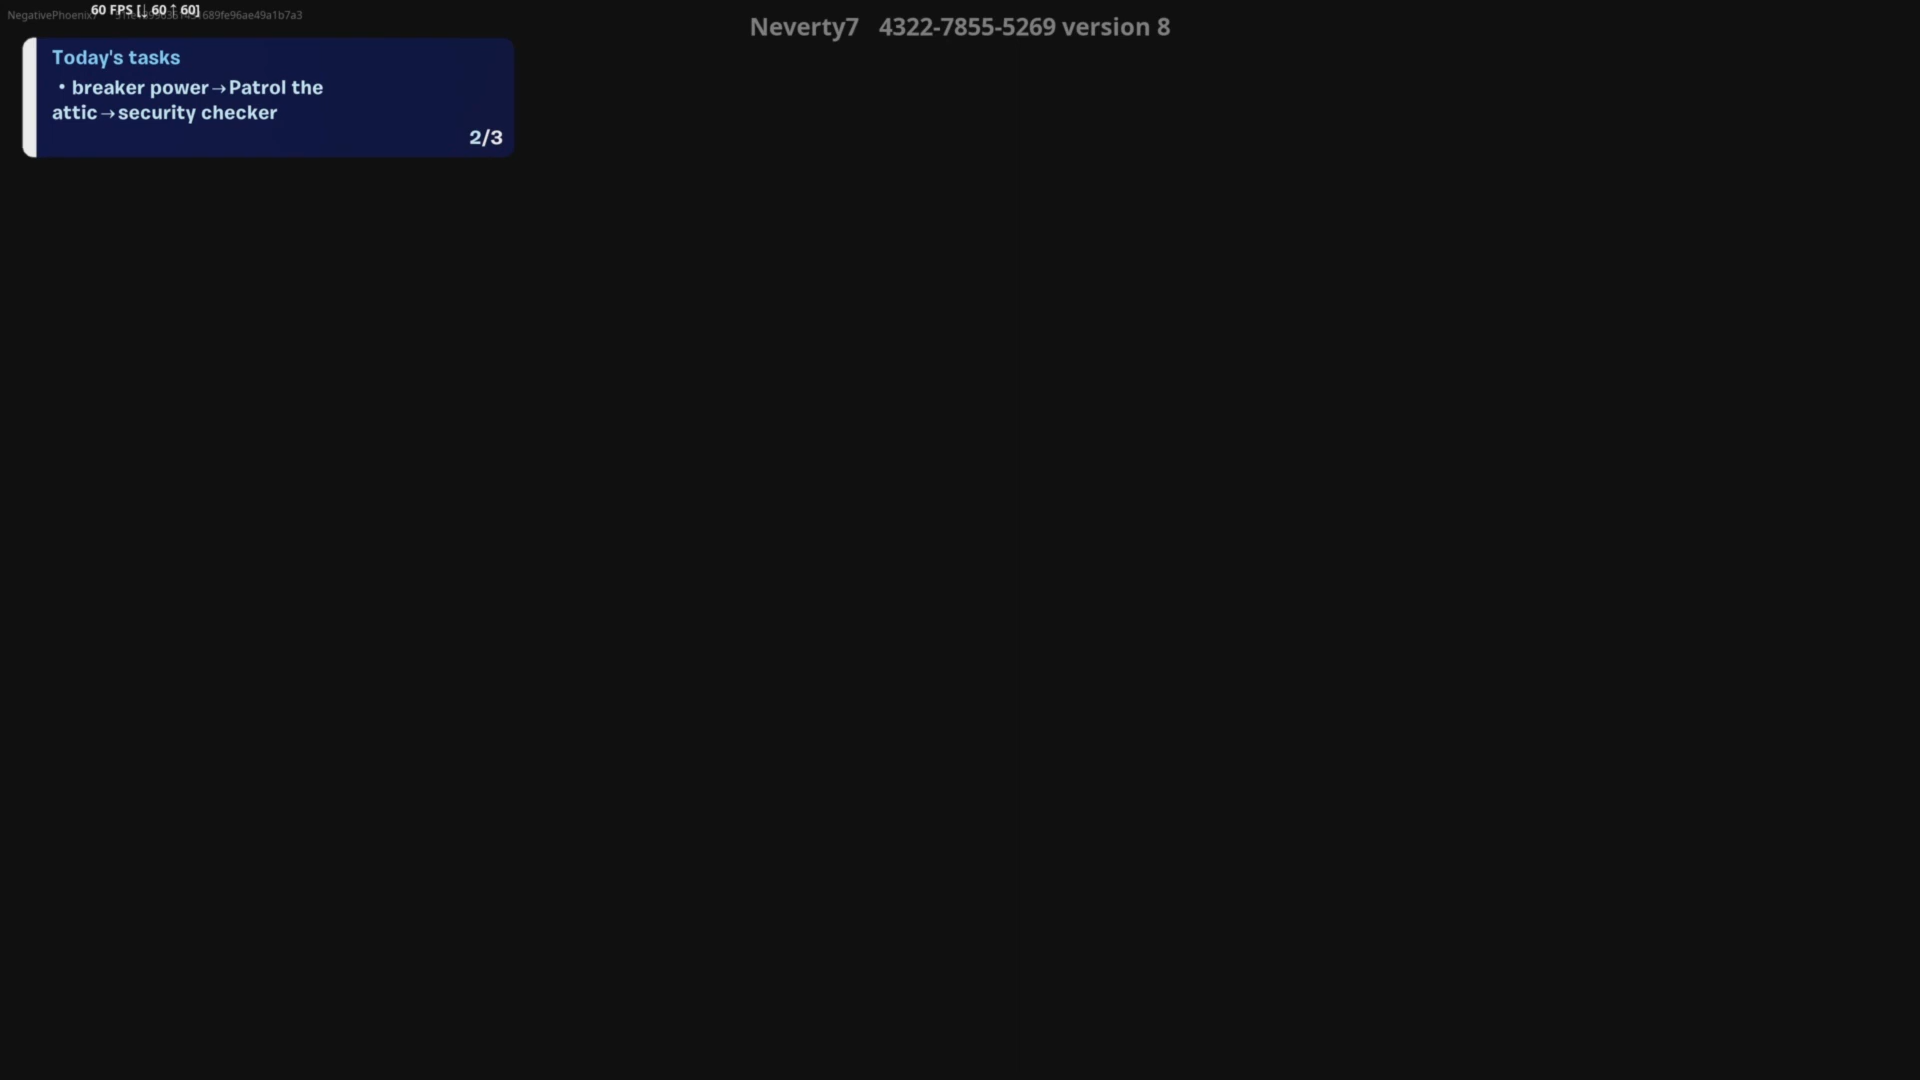 60 FPS [↓ 60 ↑ 60]
Neverty7 4322-7855-5269 version 8
Today's tasks
・breaker power→Patrol the
attic→security checker
2/3